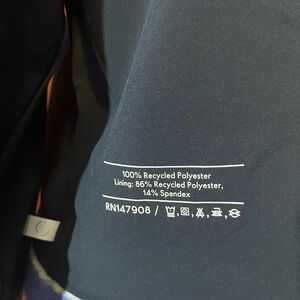 100% Recycled Polyester
Lining: 86% Recycled Polyester,
14% Spandex
RN147908 /